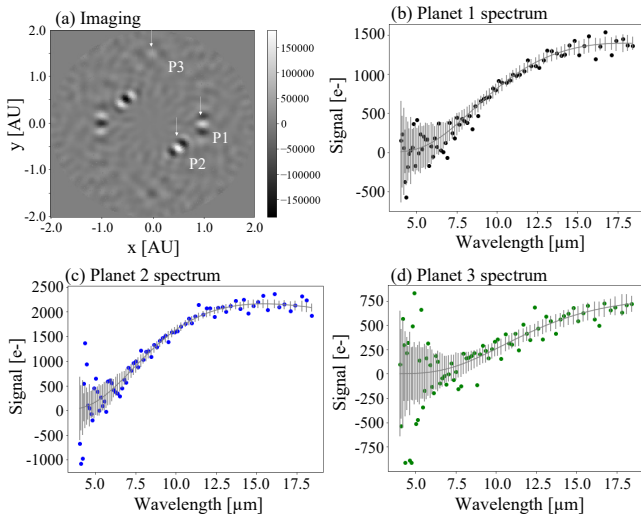 (a) Imaging
2.0
1.0
0.0
-1.0
-2.0
y [AU]
-2.0 -1.0 0.0 1.0 2.0
x [AU]
P3
P1
P2
150000
100000
50000
0
−50000
−100000
−150000
(b) Planet 1 spectrum
1500
1000
500
0
-500
Signal [e-]
5.0 7.5 10.0 12.5 15.0 17.5
Wavelength [µm]
(c) Planet 2 spectrum
2500
2000
1500
1000
500
0
-500
-1000
Signal [e-]
5.0 7.5 10.0 12.5 15.0 17.5
Wavelength [µm]
(d) Planet 3 spectrum
750
500
250
0
-250
-500
-750
Signal [e-]
5.0 7.5 10.0 12.5 15.0 17.5
Wavelength [µm]